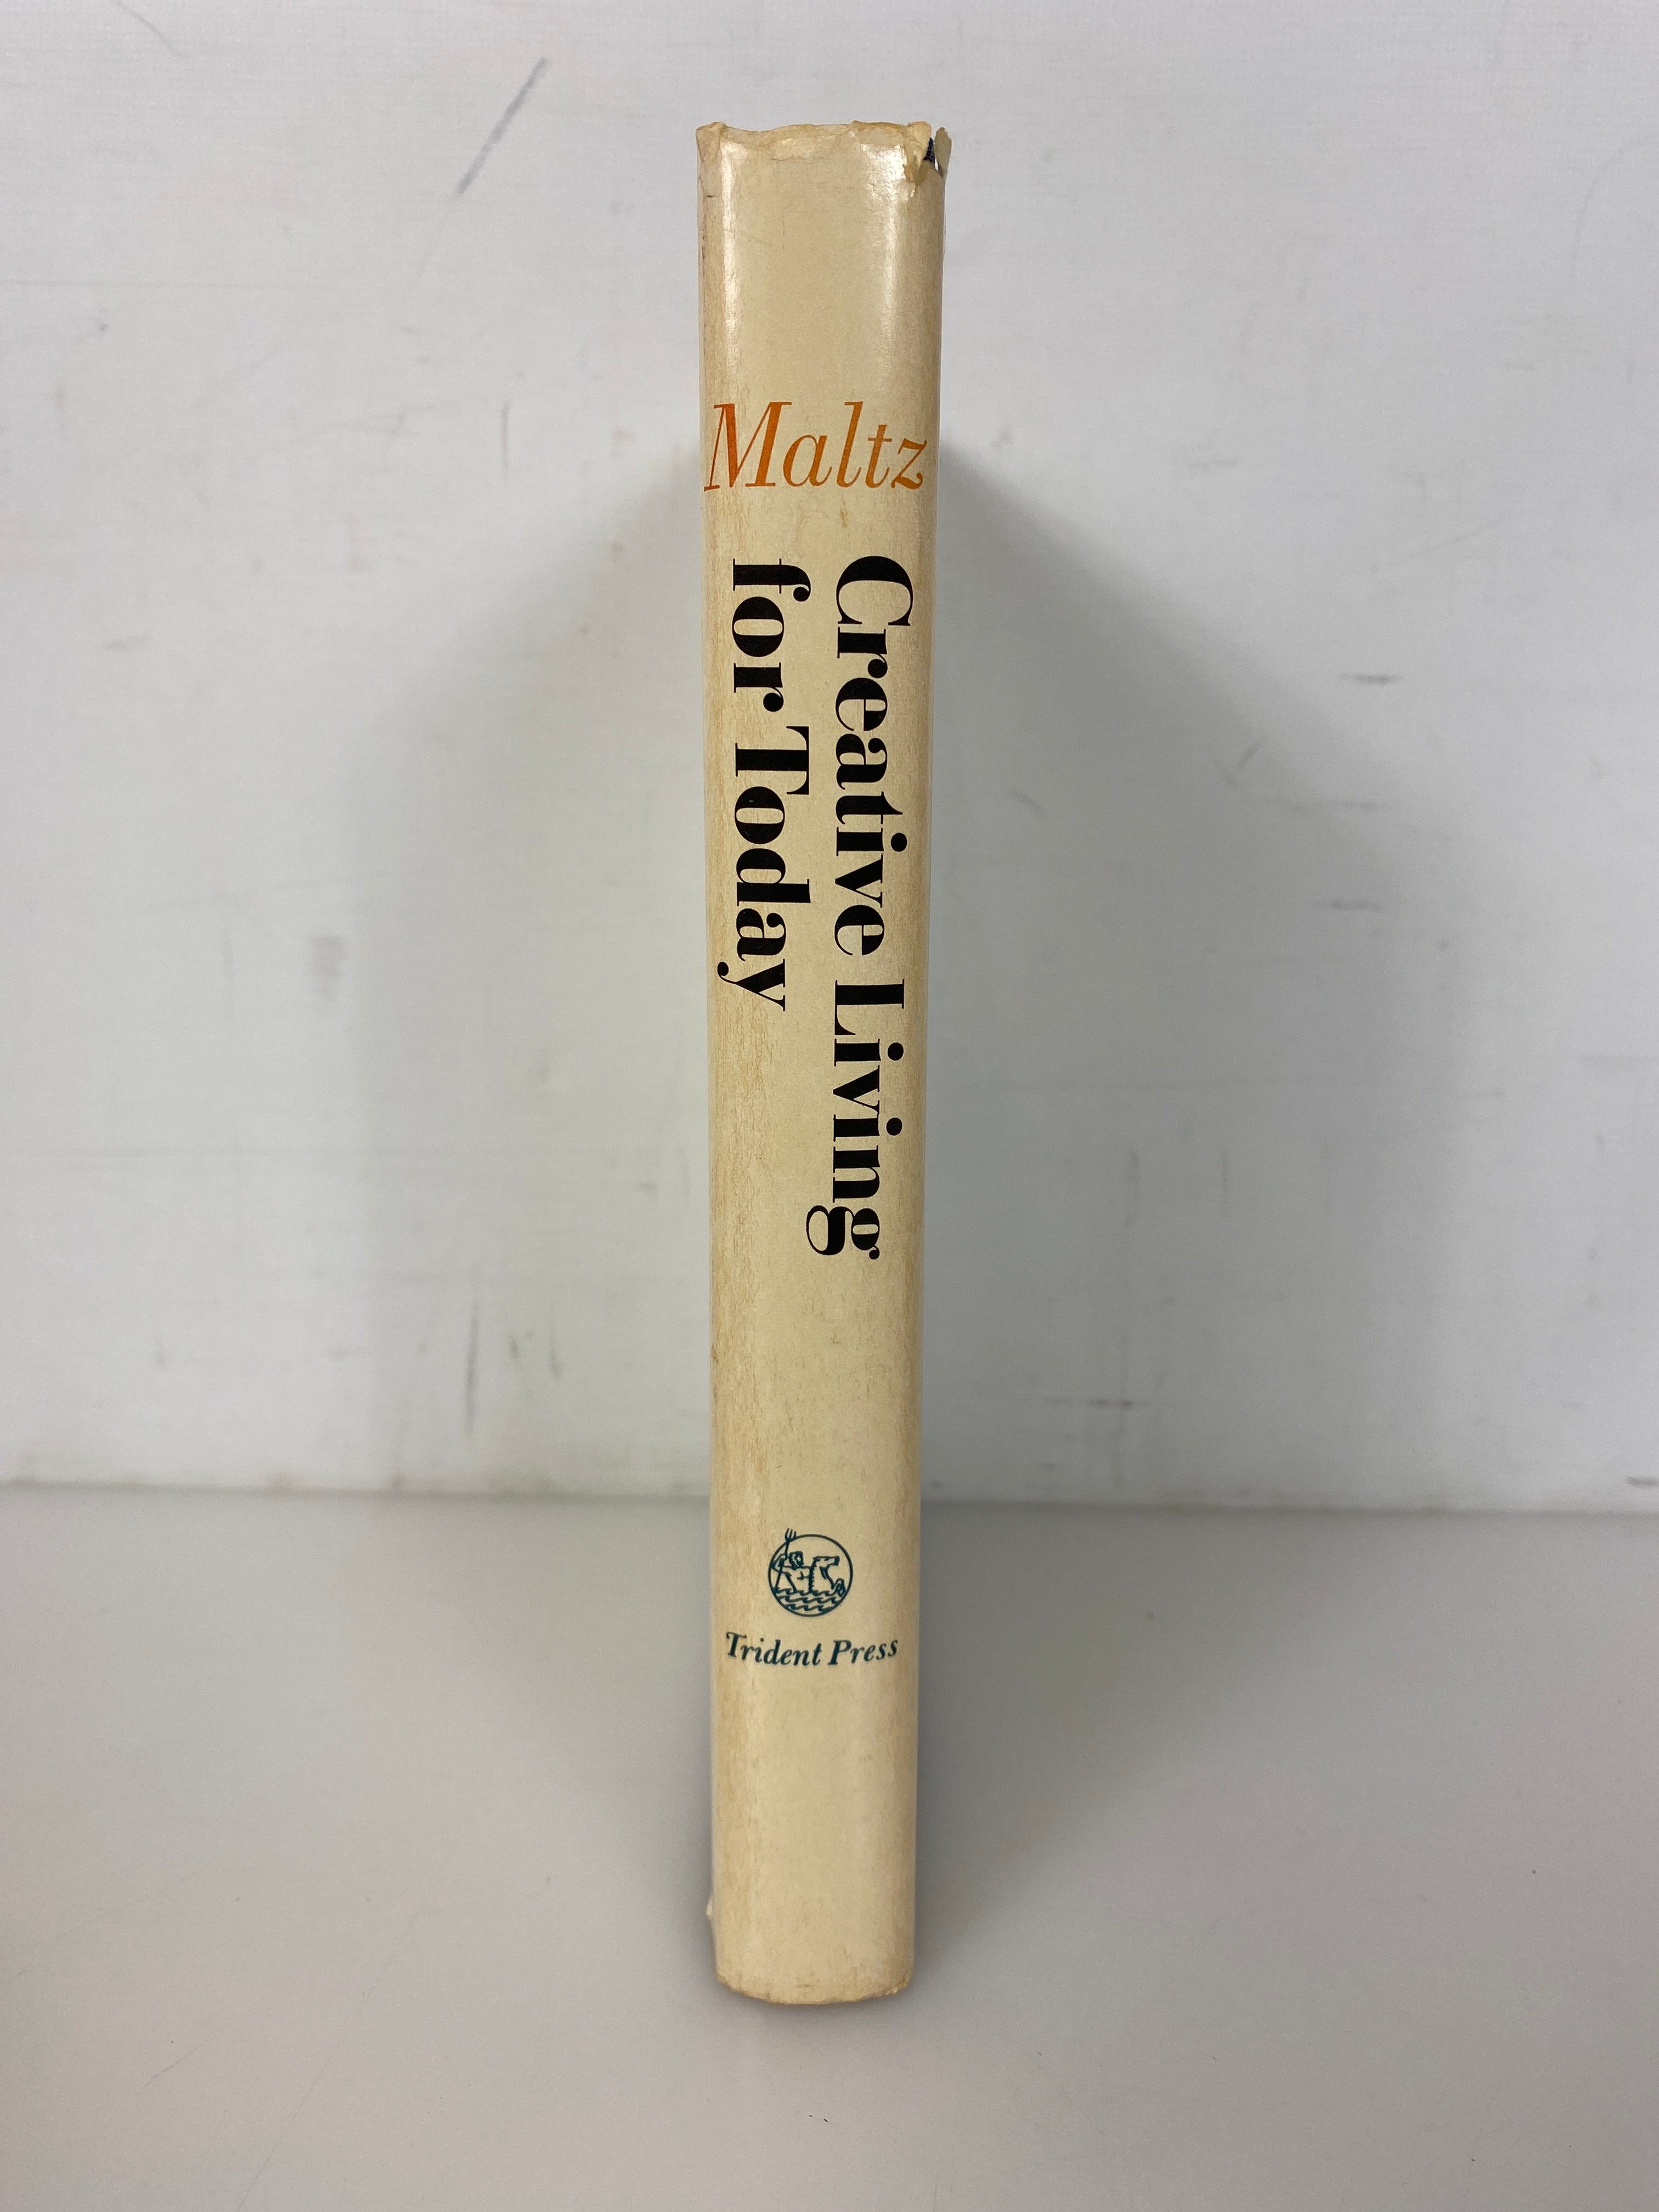 Maltz
Creative Living
for Today
Trident Press